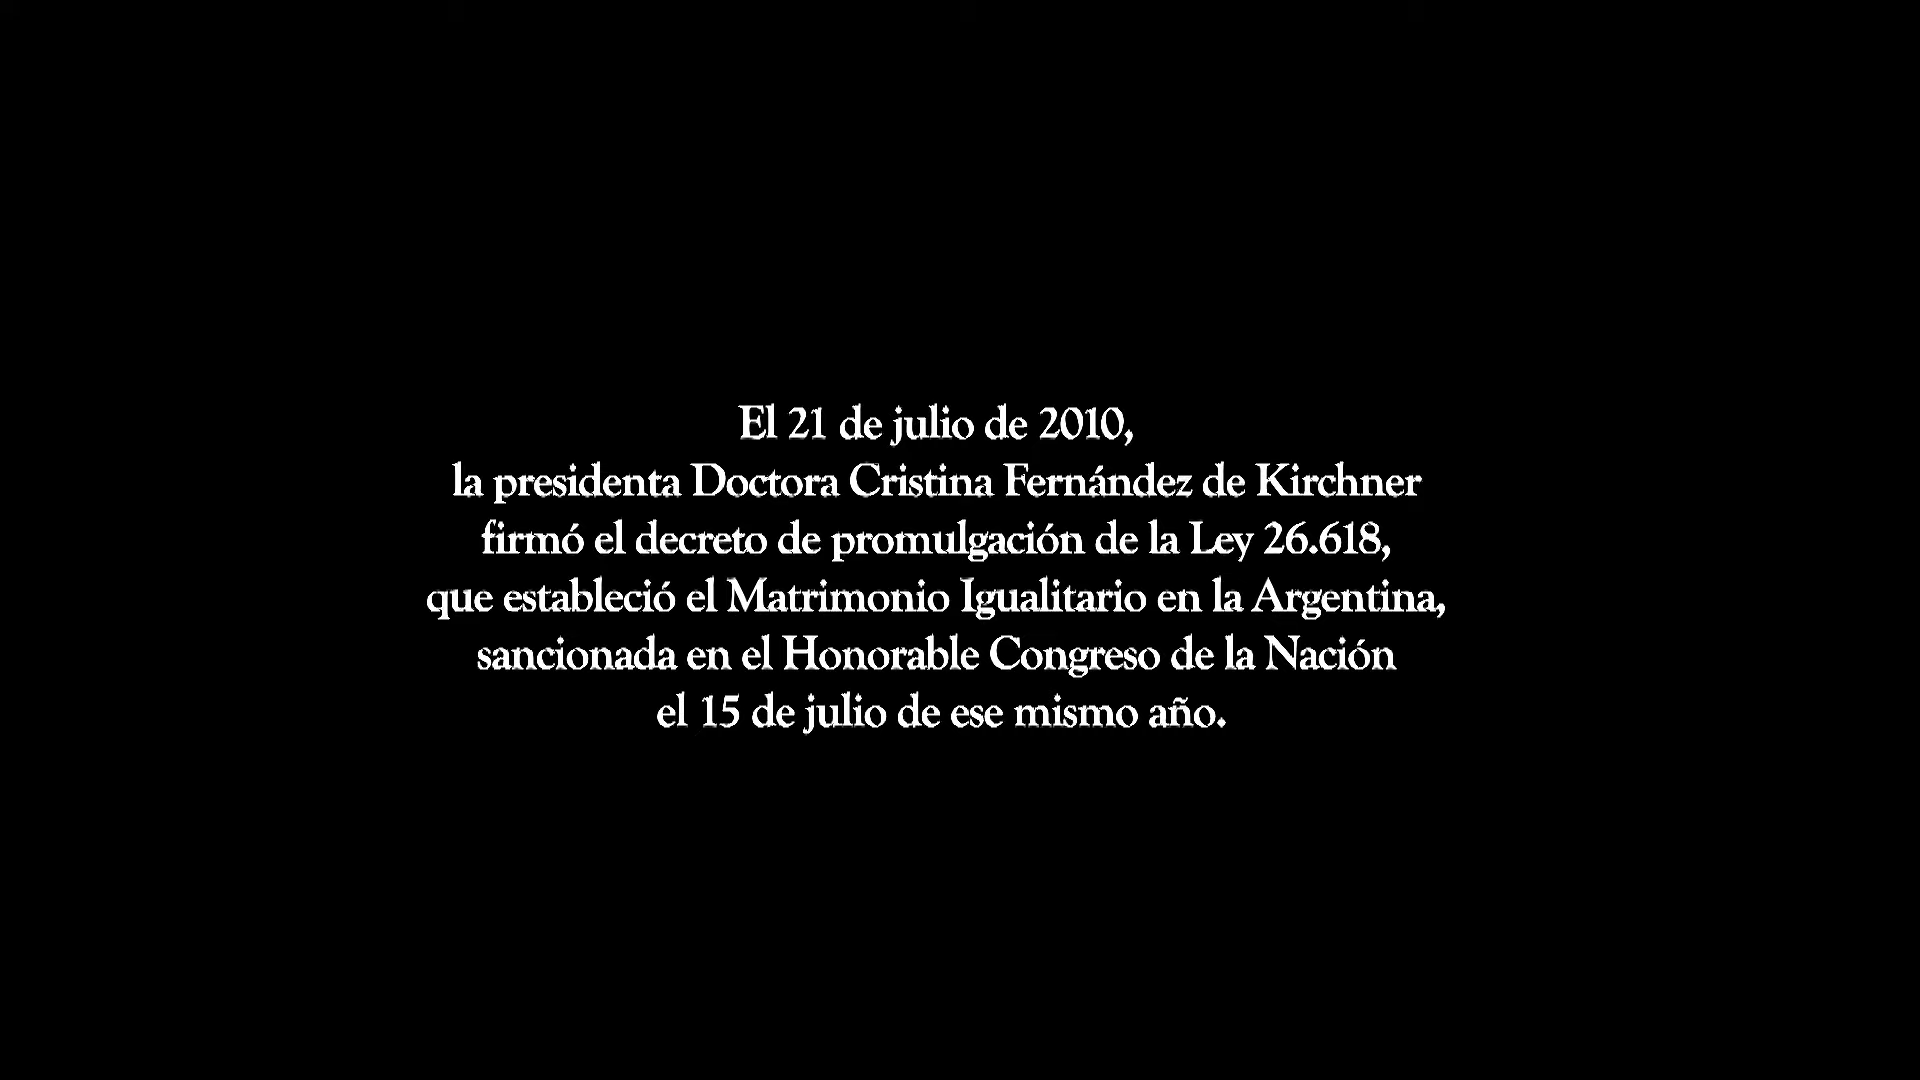 El 21 de julio de 2010,
la presidenta Doctora Cristina Fernández de Kirchner
firmó el decreto de promulgación de la Ley 26.618,
que estableció el Matrimonio Igualitario en la Argentina,
sancionada en el Honorable Congreso de la Nación
el 15 de julio de ese mismo año.